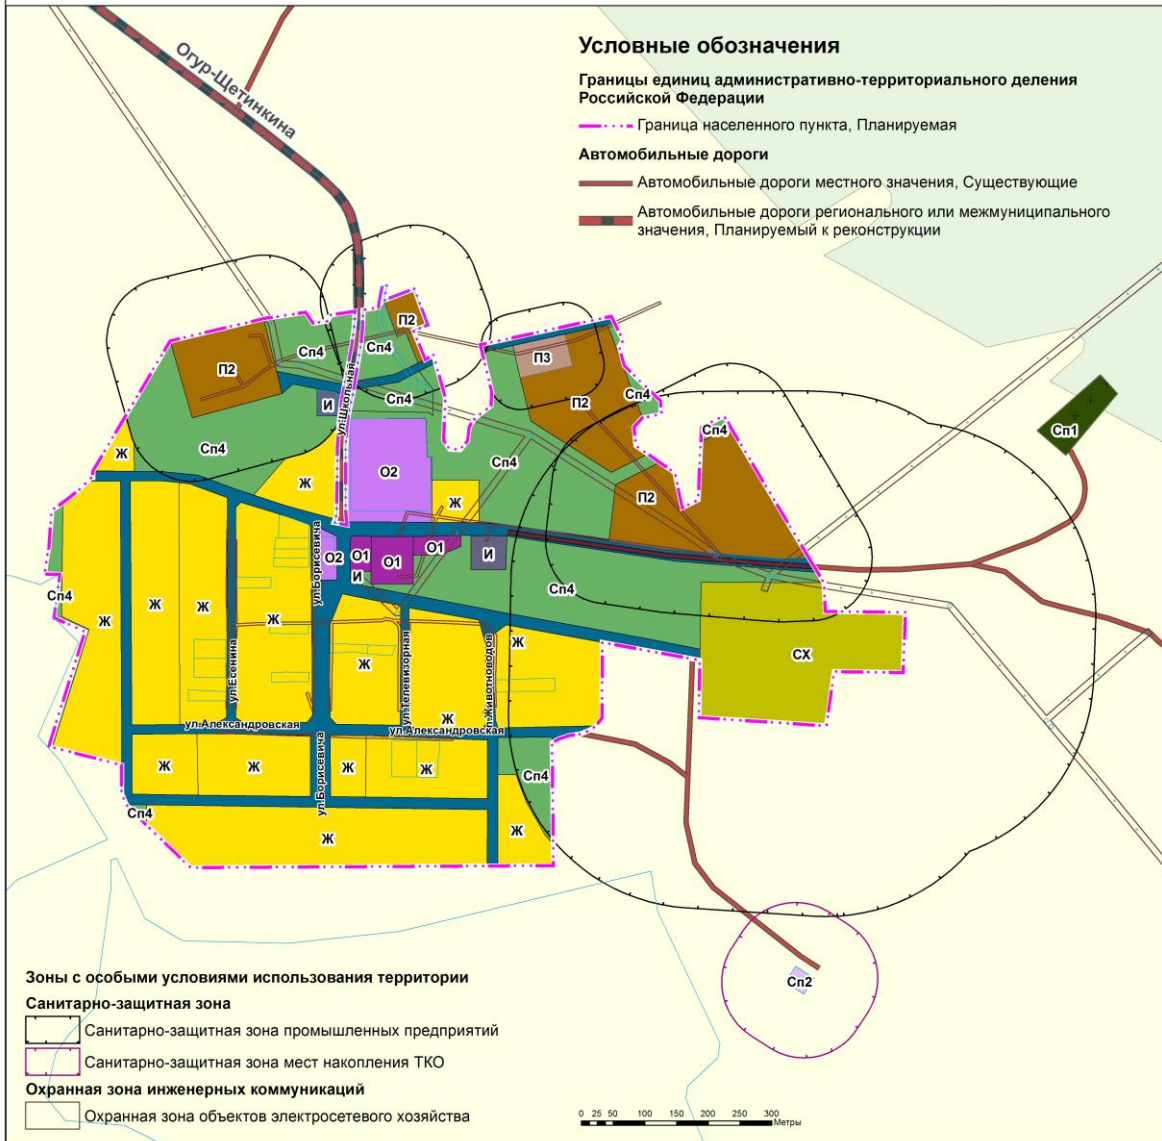 Условные обозначения
Границы единиц административно-территориального деления
Российской Федерации
Граница населенного пункта, Планируемая
Автомобильные дороги
Автомобильные дороги местного значения, Существующие
Автомобильные дороги регионального или межмуниципального
значения, Планируемый к реконструкции
Огур-Щетинкина
П2
Сп4
Сп4
П2
ул.Школьная
П3
Сп4
И
Сп4
П2
Сп4
Сп1
Сп4
Сп4
Ж
О2
Ж
Ж
П2
ул.Борисевича
О2
О1
О1
О1
И
И
Сп4
Сп4
Ж
Ж
Ж
Ж
Ж
Ж
СХ
ул.Есенина
ул.Телевизорная
ул.Животноводов
Ж
ул.Александровская
ул.Александровская
ул.Борисевича
Ж
Ж
Ж
Ж
Сп4
Сп4
Ж
Ж
Сп2
Зоны с особыми условиями использования территории
Санитарно-защитная зона
Санитарно-защитная зона промышленных предприятий
Санитарно-защитная зона мест накопления ТКО
Охранная зона инженерных коммуникаций
Охранная зона объектов электросетевого хозяйства
0 25 50 100 150 200 250 300
Метры